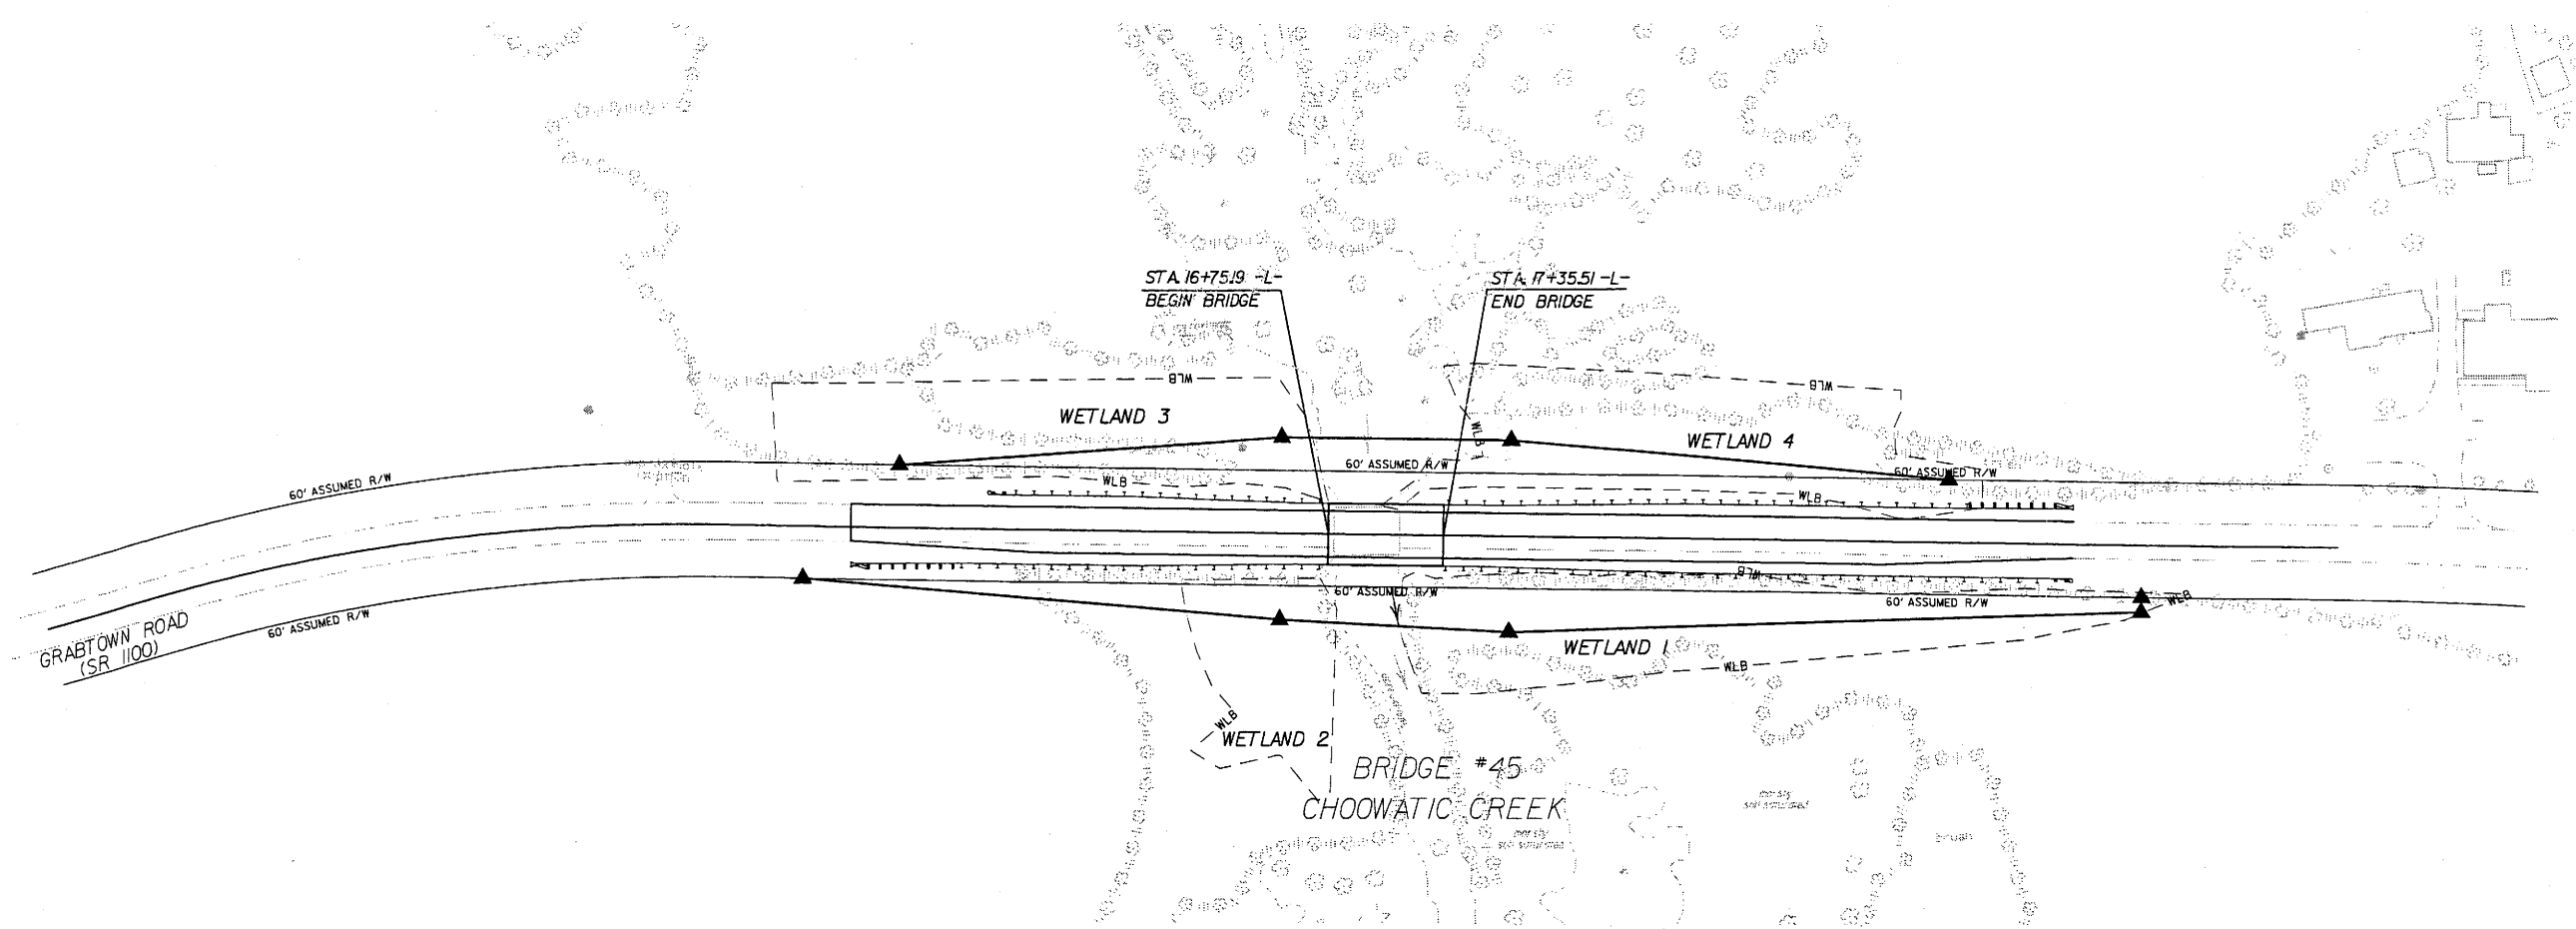 STA. 16+75.19 -L-
BEGIN BRIDGE
STA. 17+35.51 -L-
END BRIDGE
WLB
WLB
WETLAND 3
WLB
WETLAND 4
60' ASSUMED R/W
60' ASSUMED R/W
60' ASSUMED R/W
WLB
WLB
WLB
60' ASSUMED R/W
60' ASSUMED R/W
WLB
60' ASSUMED R/W
GRABTOWN ROAD
(SR 1100)
WETLAND 1
WLB
WLB
WETLAND 2
BRIDGE #45
CHOOWATIC CREEK
brush